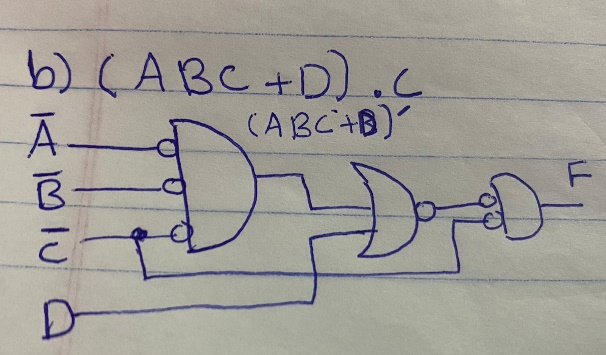 b) (ABC+D).C
(ABC+D)'
A̅
B̅
C̅
D
F